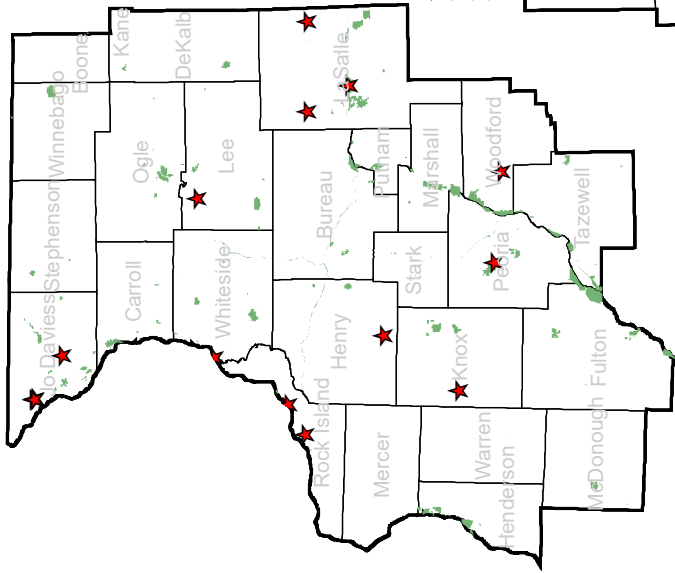 Kane
DeKalb
LaSalle
Boone
Winnebago
Ogle
Lee
Putnam
Marshall
Woodford
Bureau
Tazewell
Stephenson
Carroll
Whiteside
Stark
Peoria
Jo Daviess
Henry
Knox
Fulton
Rock Island
Mercer
Warren
Henderson
McDonough